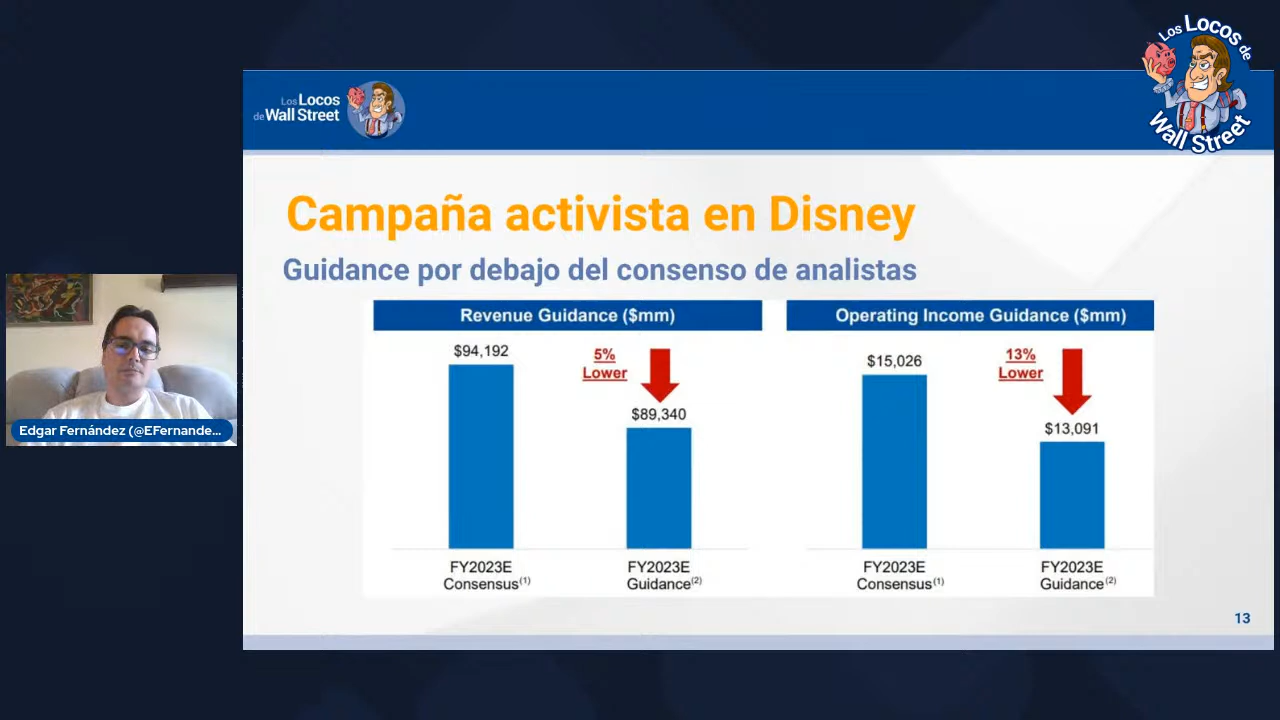 Los Locos de
Wall Street
Los Locos
de Wall Street
Campaña activista en Disney
Guidance por debajo del consenso de analistas
Revenue Guidance ($mm)
Operating Income Guidance ($mm)
$94,192
5%
Lower
$89,340
$15,026
13%
Lower
$13,091
FY2023E
Consensus(1)
FY2023E
Guidance(2)
FY2023E
Consensus(1)
FY2023E
Guidance(2)
Edgar Fernández (@EFernande...
13